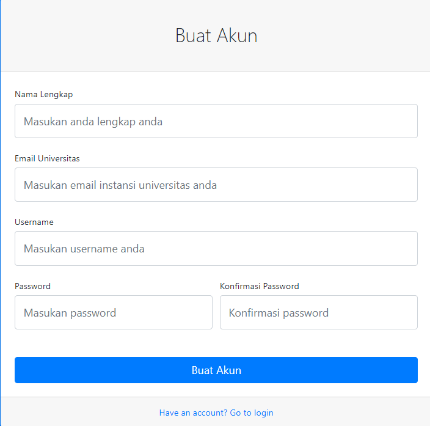 Buat Akun
Nama Lengkap
Masukan anda lengkap anda
Email Universitas
Masukan email instansi universitas anda
Username
Masukan username anda
Password Konfirmasi Password
Masukan password Konfirmasi password
Buat Akun
Have an account? Go to login